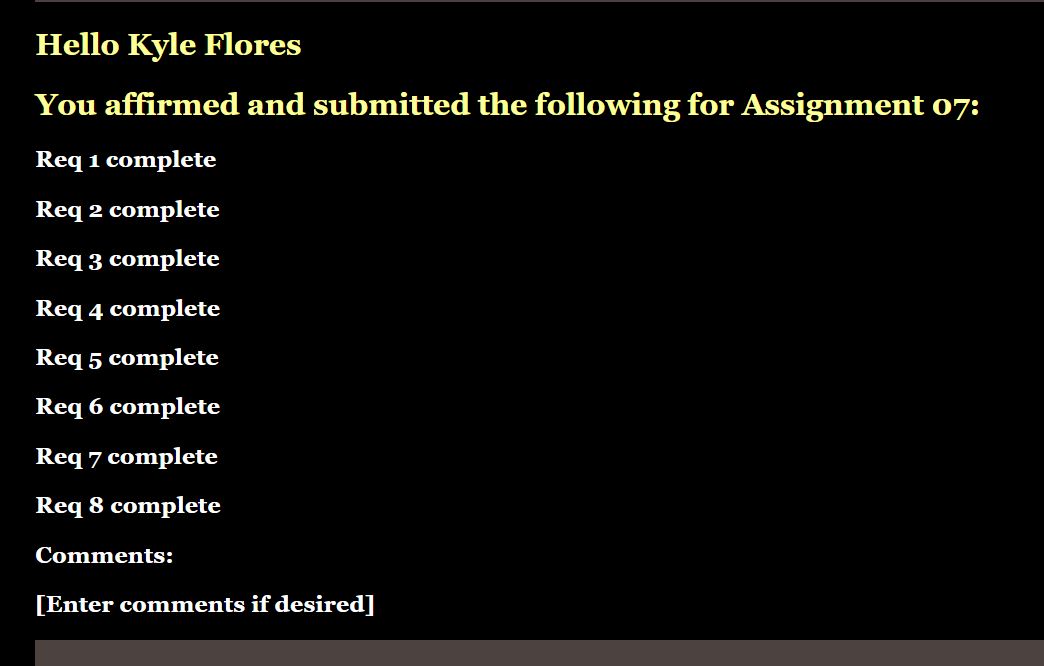 Hello Kyle Flores
You affirmed and submitted the following for Assignment 07:
Req 1 complete
Req 2 complete
Req 3 complete
Req 4 complete
Req 5 complete
Req 6 complete
Req 7 complete
Req 8 complete
Comments:
[Enter comments if desired]